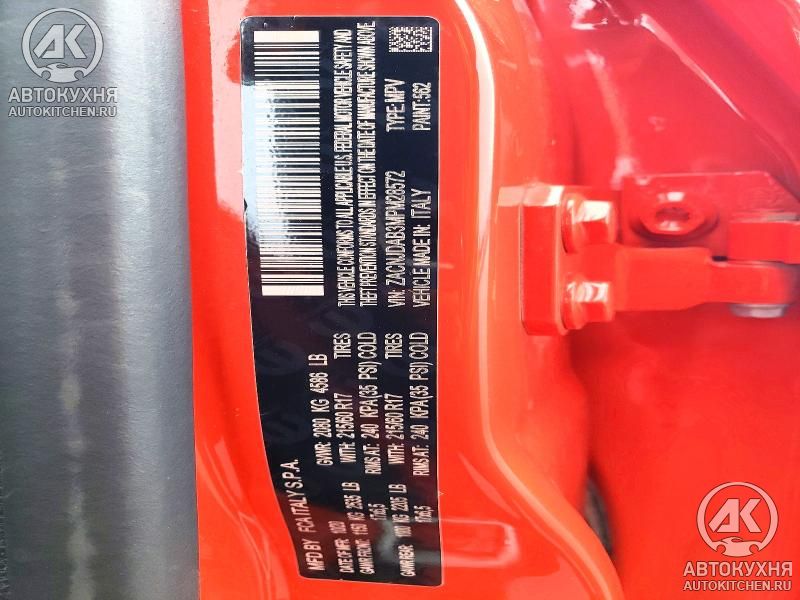 MFD BY FCA ITALY S.P.A.
DATE OF MFR: 10/20 GVWR: 2080 KG 4586 LB
GAWR FRONT: 1150 KG 2535 LB WITH: 215/60 R17 TIRES
17x6,5 RIMS AT: 240 KPA(35 PSI) COLD
GAWR REAR: 1000 KG 2205 LB WITH: 215/60 R17 TIRES
17x6,5 RIMS AT: 240 KPA(35 PSI) COLD
THIS VEHICLE CONFORMS TO ALL APPLICABLE U.S. FEDERAL MOTOR VEHICLE SAFETY AND
THEFT PREVENTION STANDARDS IN EFFECT ON THE DATE OF MANUFACTURE SHOWN ABOVE
VIN: ZACNJDAB3MPM28572 TYPE: MPV
VEHICLE MADE IN: ITALY PAINT: 562
АК
АВТОКУХНЯ
AUTOKITCHEN.RU
АК
АВТОКУХНЯ
AUTOKITCHEN.RU